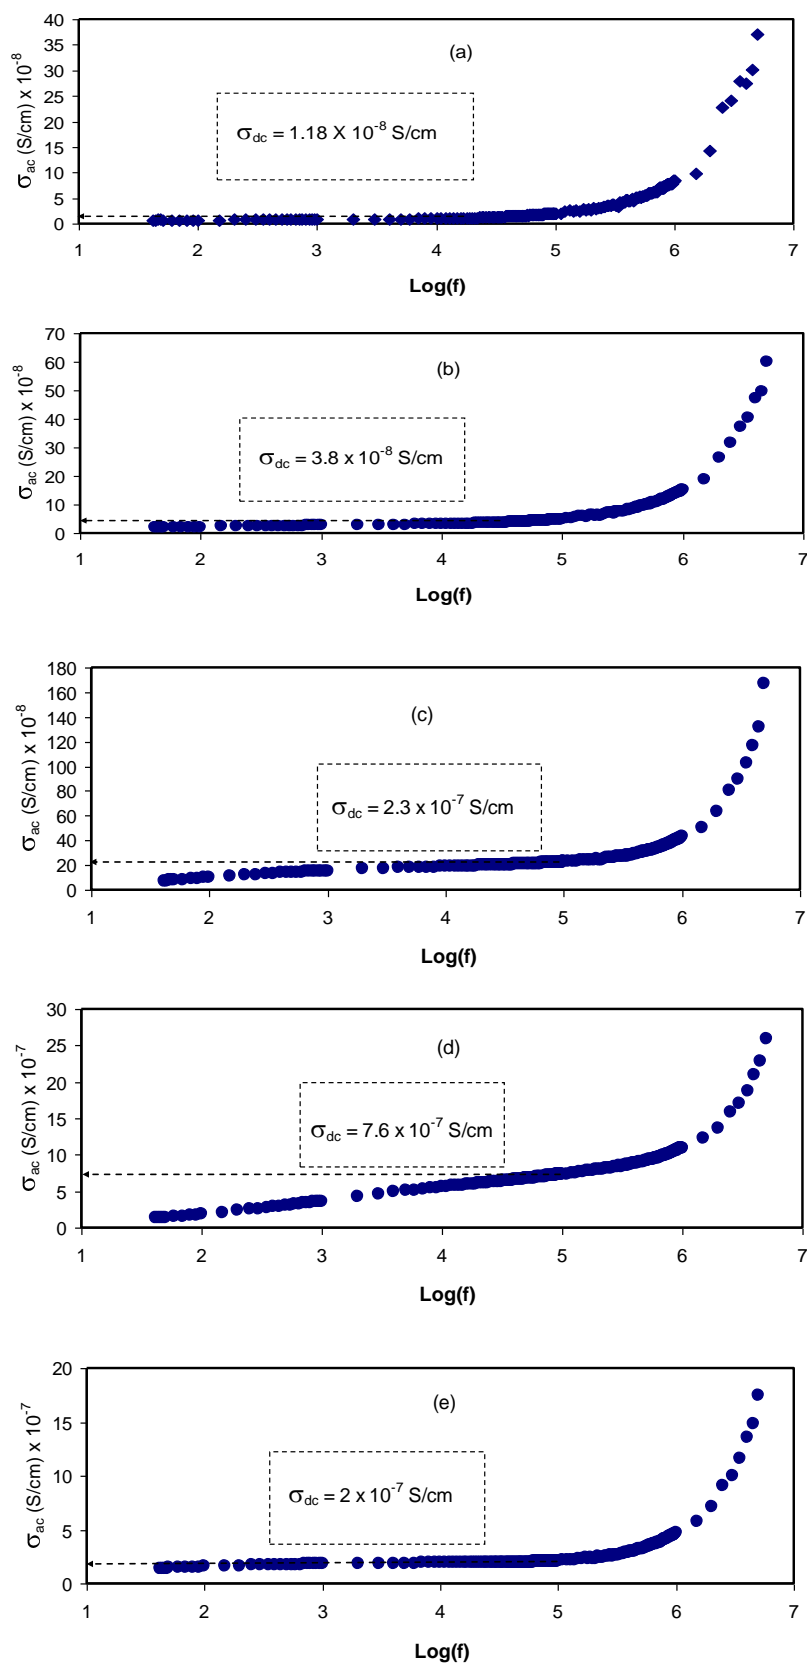 40
35
30
25
20
15
10
5
0
σac (S/cm) x 10-8
(a)
σdc = 1.18 X 10-8 S/cm
1 2 3 4 5 6 7
Log(f)
70
60
50
40
30
20
10
0
σac (S/cm) x 10-8
(b)
σdc = 3.8 x 10-8 S/cm
1 2 3 4 5 6 7
Log(f)
180
160
140
120
100
80
60
40
20
0
σac (S/cm) x 10-8
(c)
σdc = 2.3 x 10-7 S/cm
1 2 3 4 5 6 7
Log(f)
30
25
20
15
10
5
0
σac (S/cm) x 10-7
(d)
σdc = 7.6 x 10-7 S/cm
1 2 3 4 5 6 7
Log(f)
20
15
10
5
0
σac (S/cm) x 10-7
(e)
σdc = 2 x 10-7 S/cm
1 2 3 4 5 6 7
Log(f)